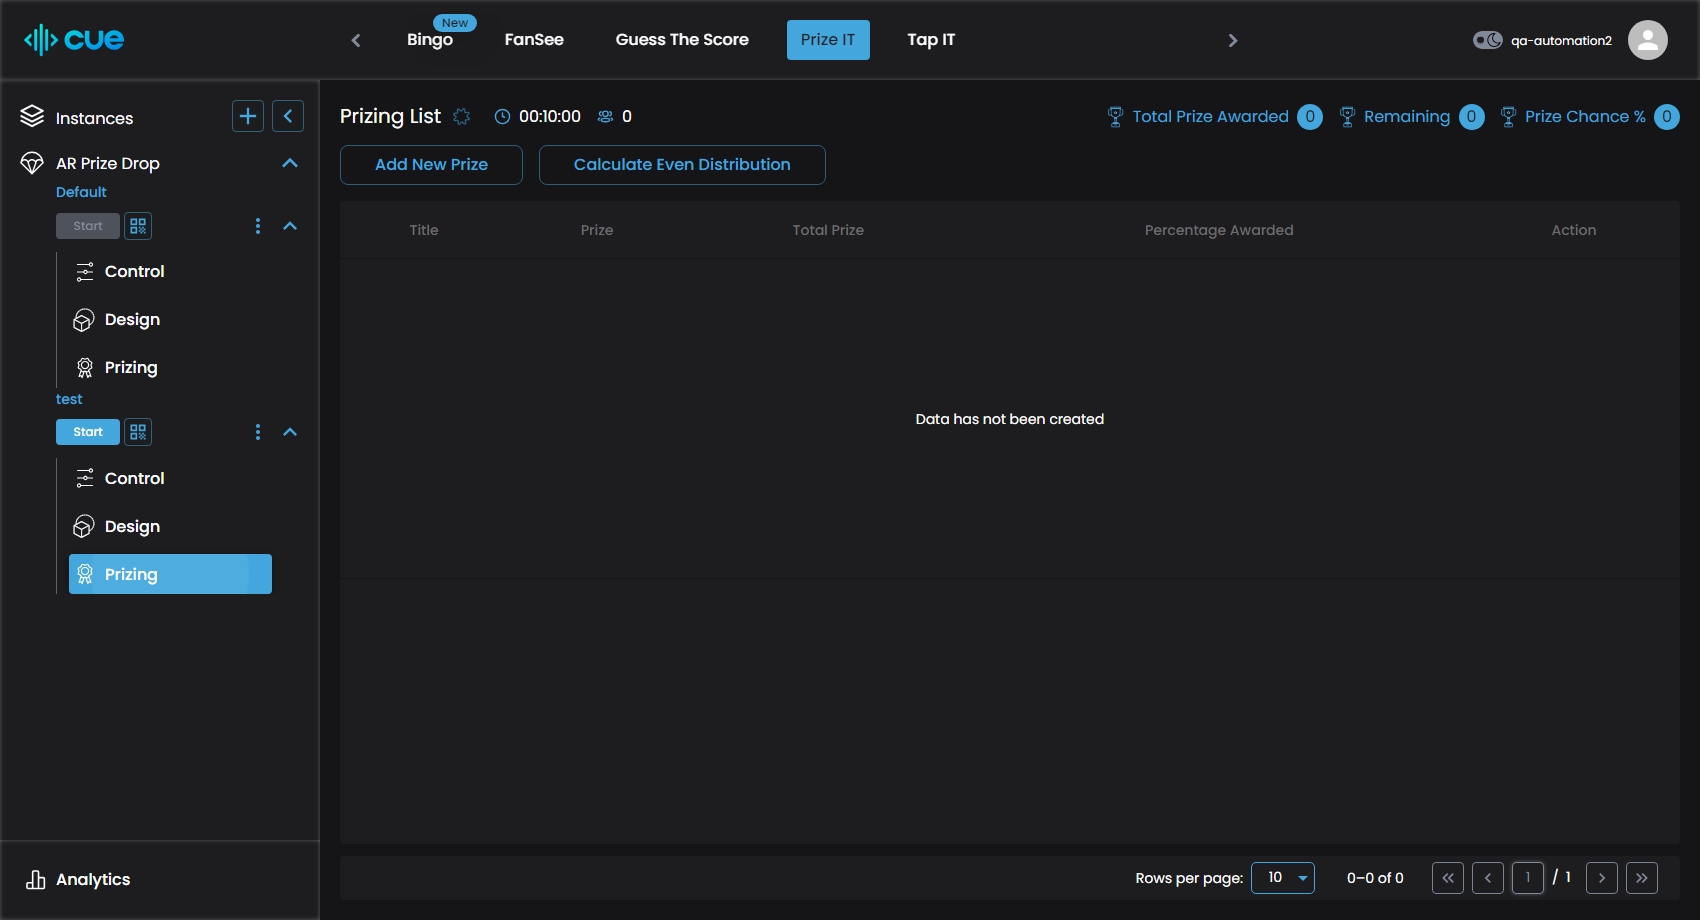 cue
New
Bingo
FanSee
Guess The Score
Prize IT
Tap IT
qa-automation2
Instances
AR Prize Drop
Default
Start
Control
Design
Prizing
test
Start
Control
Design
Prizing
Analytics
Prizing List
00:10:00
0
Total Prize Awarded 0
Remaining 0
Prize Chance % 0
Add New Prize
Calculate Even Distribution
Title
Prize
Total Prize
Percentage Awarded
Action
Data has not been created
Rows per page: 10
0–0 of 0
1 / 1